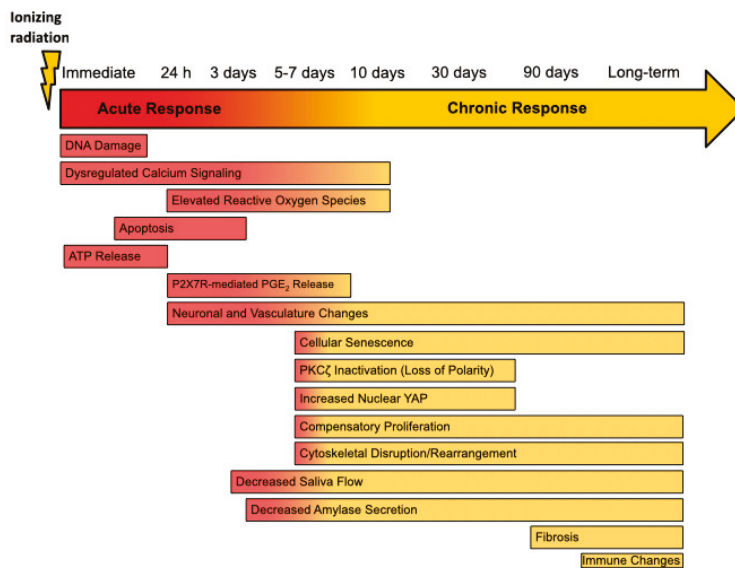 Ionizing
radiation
Immediate 24 h 3 days 5-7 days 10 days 30 days 90 days Long-term
Acute Response Chronic Response
DNA Damage
Dysregulated Calcium Signaling
Elevated Reactive Oxygen Species
Apoptosis
ATP Release
P2X7R-mediated PGE₂ Release
Neuronal and Vasculature Changes
Cellular Senescence
PKCζ Inactivation (Loss of Polarity)
Increased Nuclear YAP
Compensatory Proliferation
Cytoskeletal Disruption/Rearrangement
Decreased Saliva Flow
Decreased Amylase Secretion
Fibrosis
Immune Changes